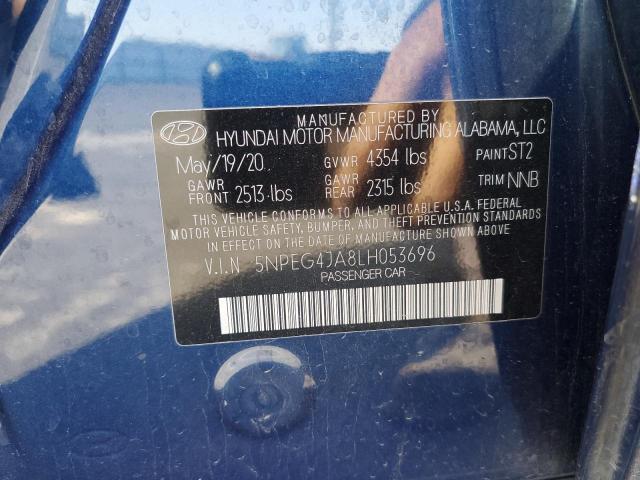 MANUFACTURED BY
HYUNDAI MOTOR MANUFACTURING ALABAMA, LLC
May/19/20 GVWR 4354 lbs PAINT ST2
GAWR FRONT 2513 lbs GAWR REAR 2315 lbs TRIM NNB
THIS VEHICLE CONFORMS TO ALL APPLICABLE U.S.A. FEDERAL
MOTOR VEHICLE SAFETY, BUMPER, AND THEFT PREVENTION STANDARDS
IN EFFECT ON THE DATE OF MANUFACTURE SHOWN ABOVE.
V.I.N 5NPEG4JA8LH053696
PASSENGER CAR